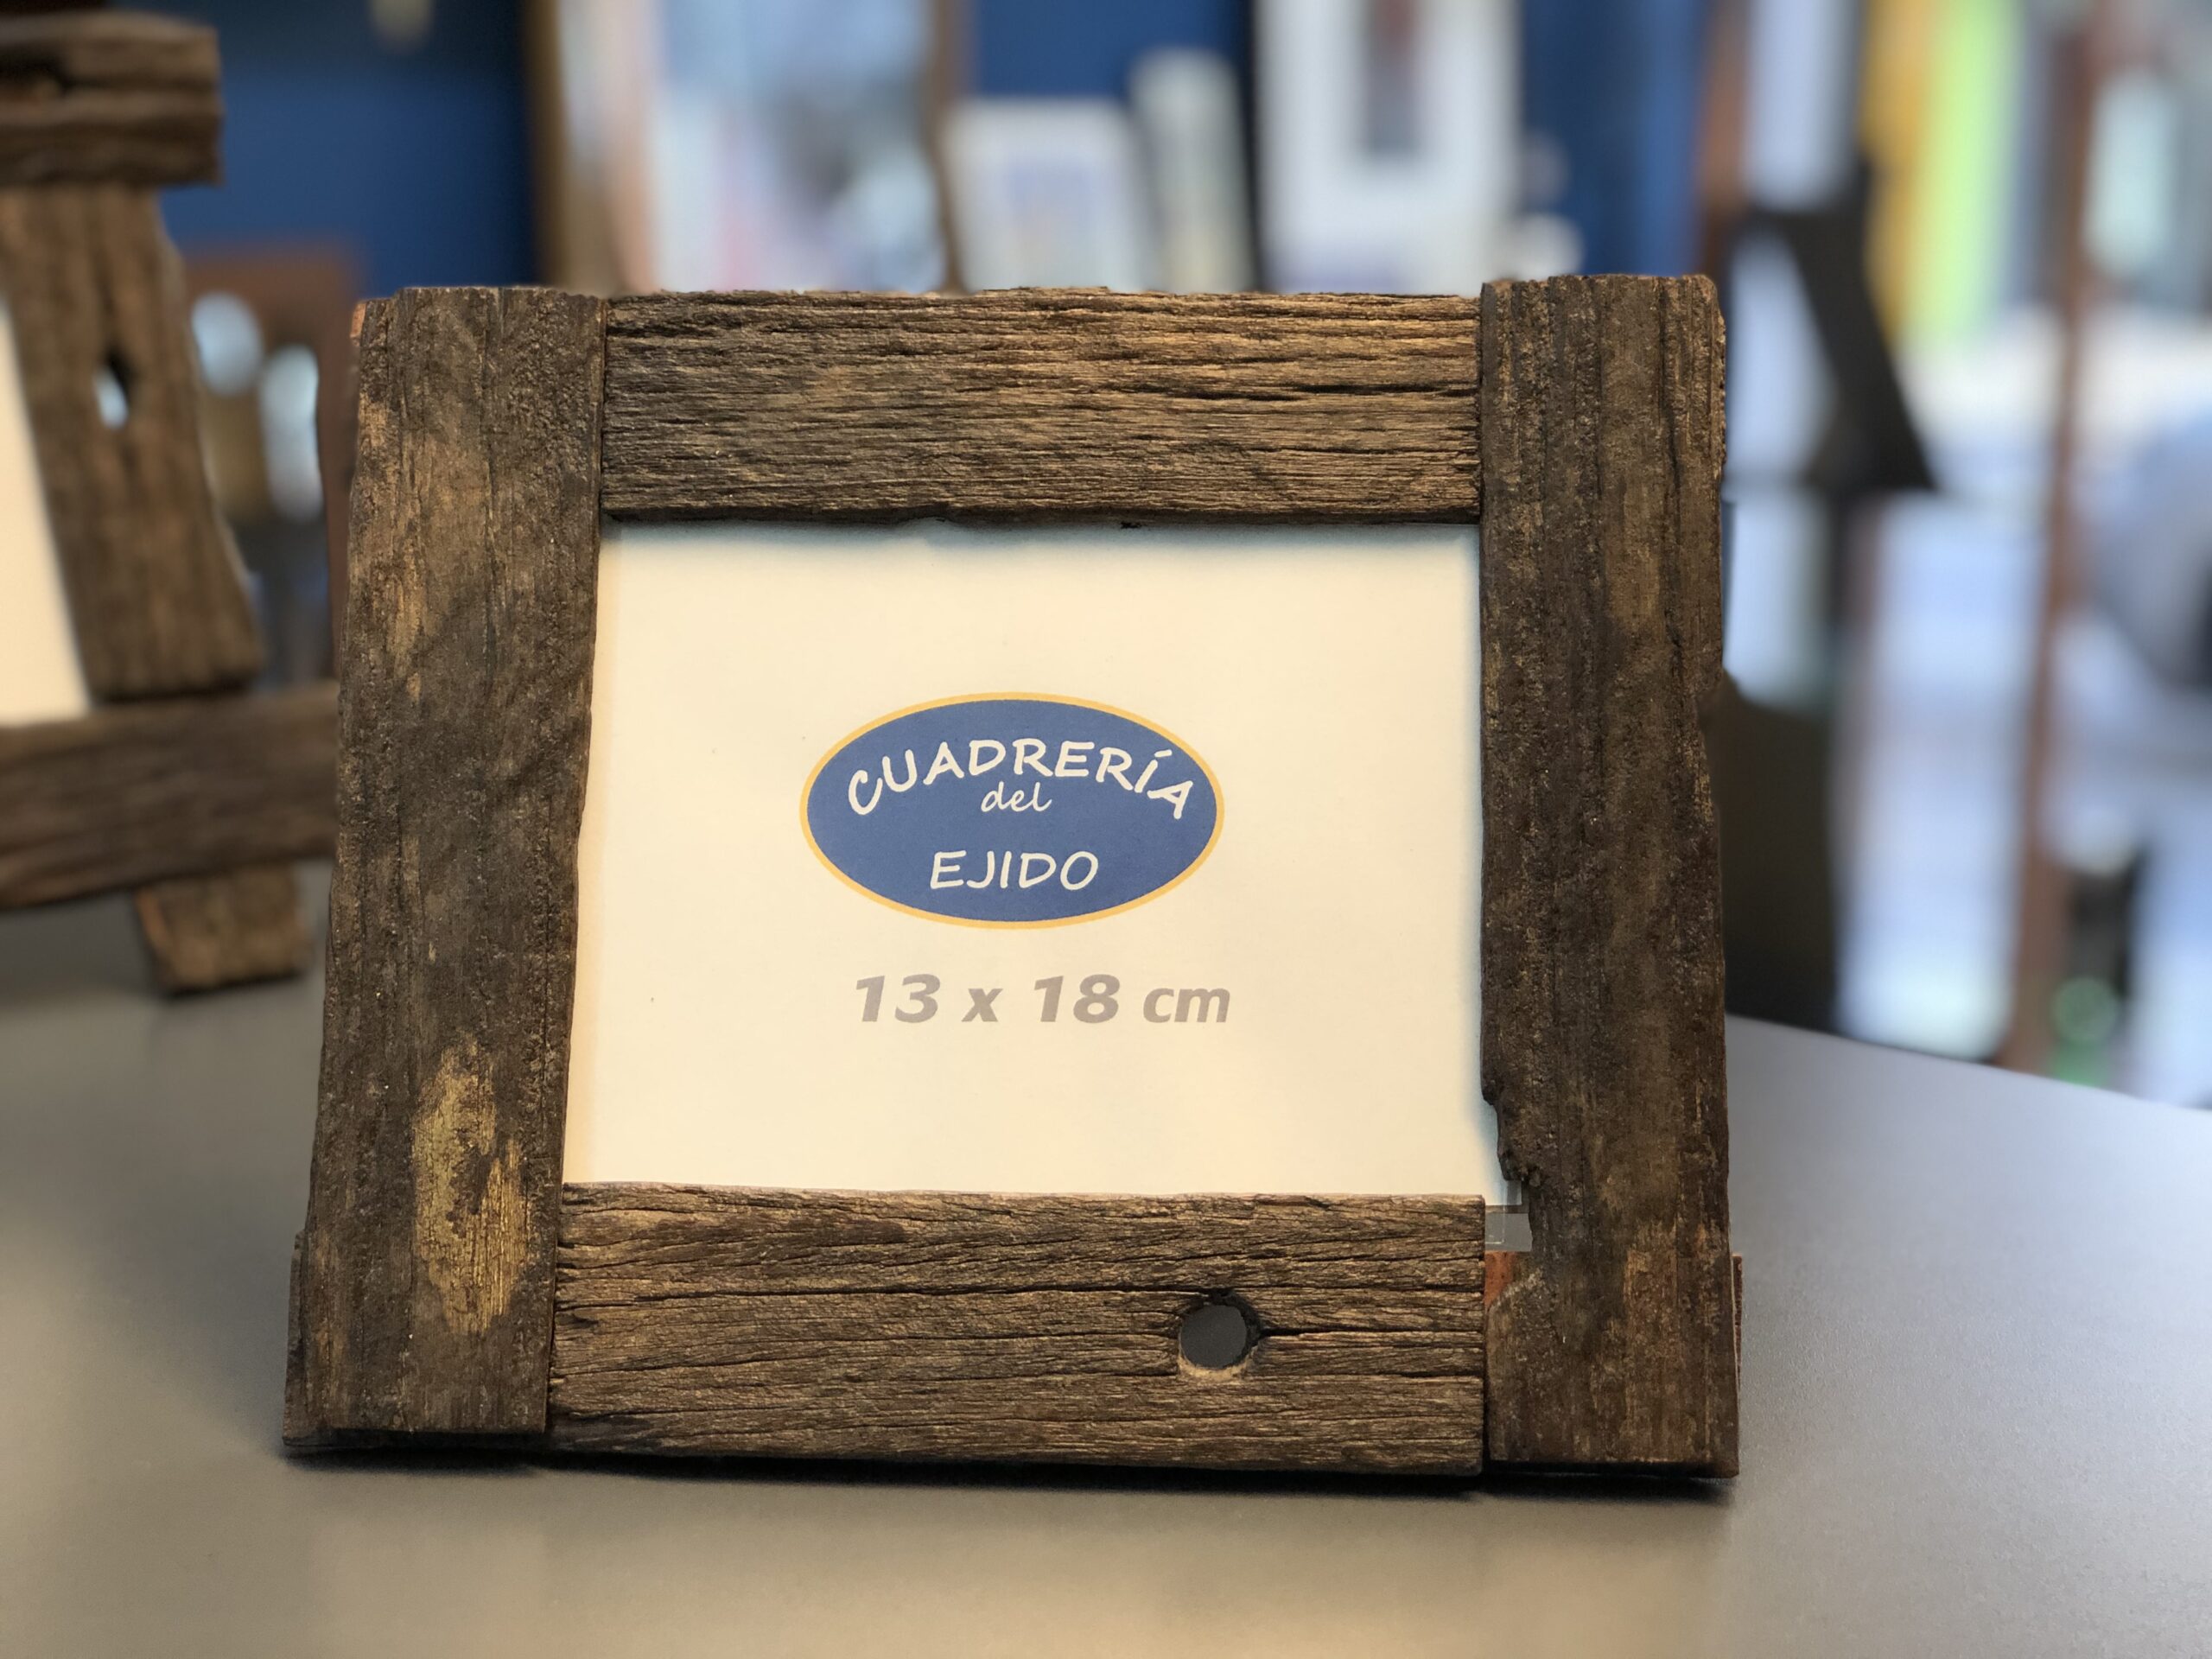 CUADRERÍA
del
EJIDO
13 x 18 cm